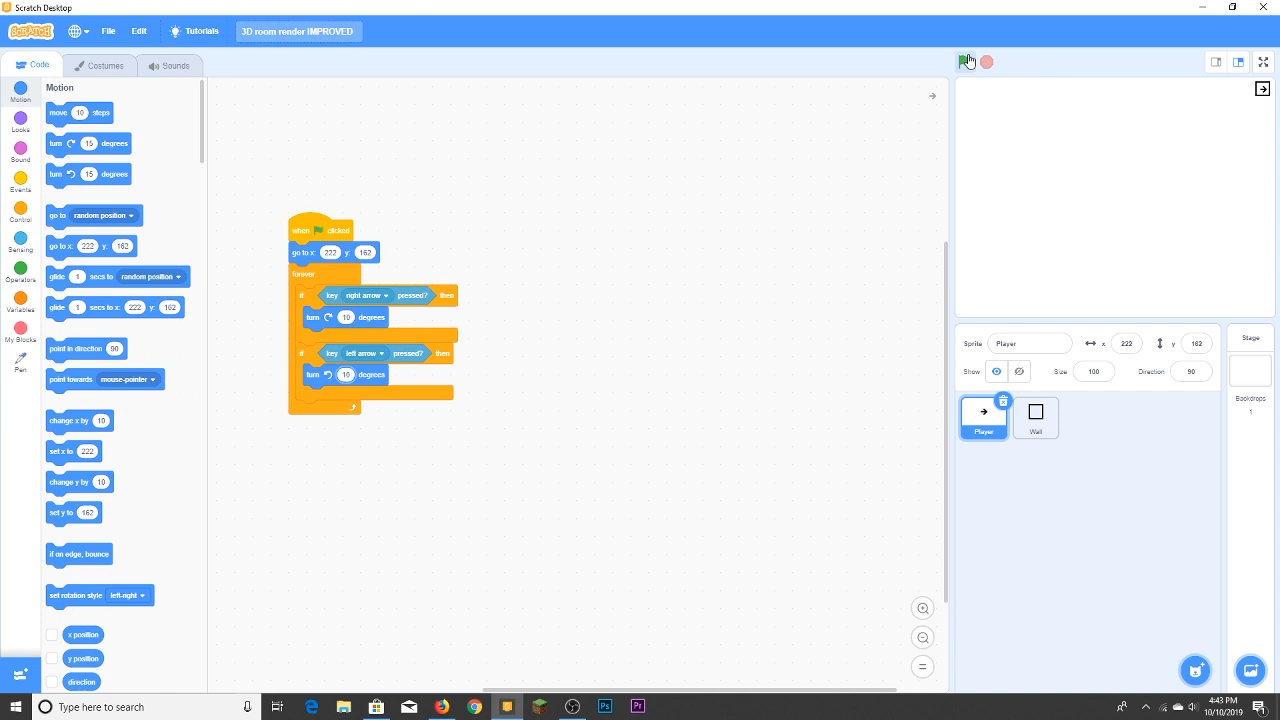 Scratch Desktop
SCRATCH
File
Edit
Tutorials
3D room render IMPROVED
Code
Costumes
Sounds
Motion
Looks
Sound
Events
Control
Sensing
Operators
Variables
My Blocks
Pen
Motion
move 10 steps
turn 15 degrees
turn 15 degrees
go to random position
go to x: 222 y: 162
glide 1 secs to random position
glide 1 secs to x: 222 y: 162
point in direction 90
point towards mouse-pointer
change x by 10
set x to 222
change y by 10
set y to 162
if on edge, bounce
set rotation style left-right
x position
y position
direction
when clicked
go to x: 222 y: 162
forever
if key right arrow pressed? then
turn 10 degrees
if key left arrow pressed? then
turn 10 degrees
Sprite Player x 222 y 162
Show Size 100 Direction 90
Player
Wall
Stage
Backdrops
1
Type here to search
Ps
Pr
4:43 PM
10/10/2019
1